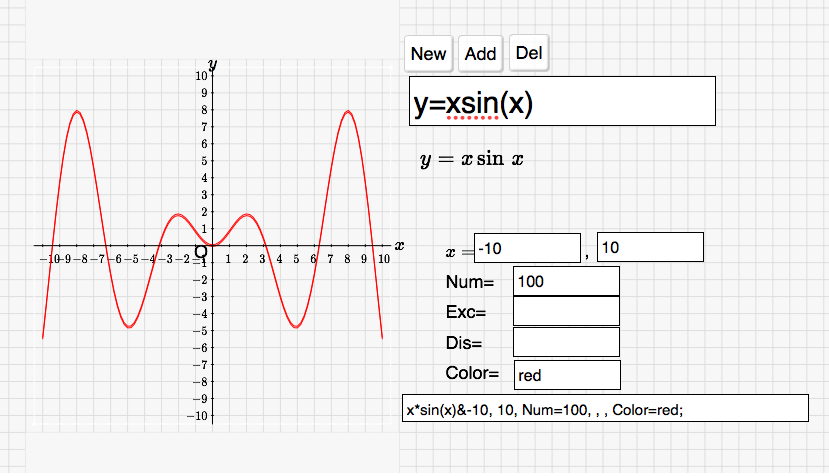 New Add Del
y=xsin(x)
y = x sin x
x = -10 , 10
Num= 100
Exc=
Dis=
Color= red
x*sin(x)&-10, 10, Num=100, , , Color=red;
y
10
9
8
7
6
5
4
3
2
1
x
O
−10 −9 −8 −7 −6 −5 −4 −3 −2 −1 1 2 3 4 5 6 7 8 9 10
−2
−3
−4
−5
−6
−7
−8
−9
−10